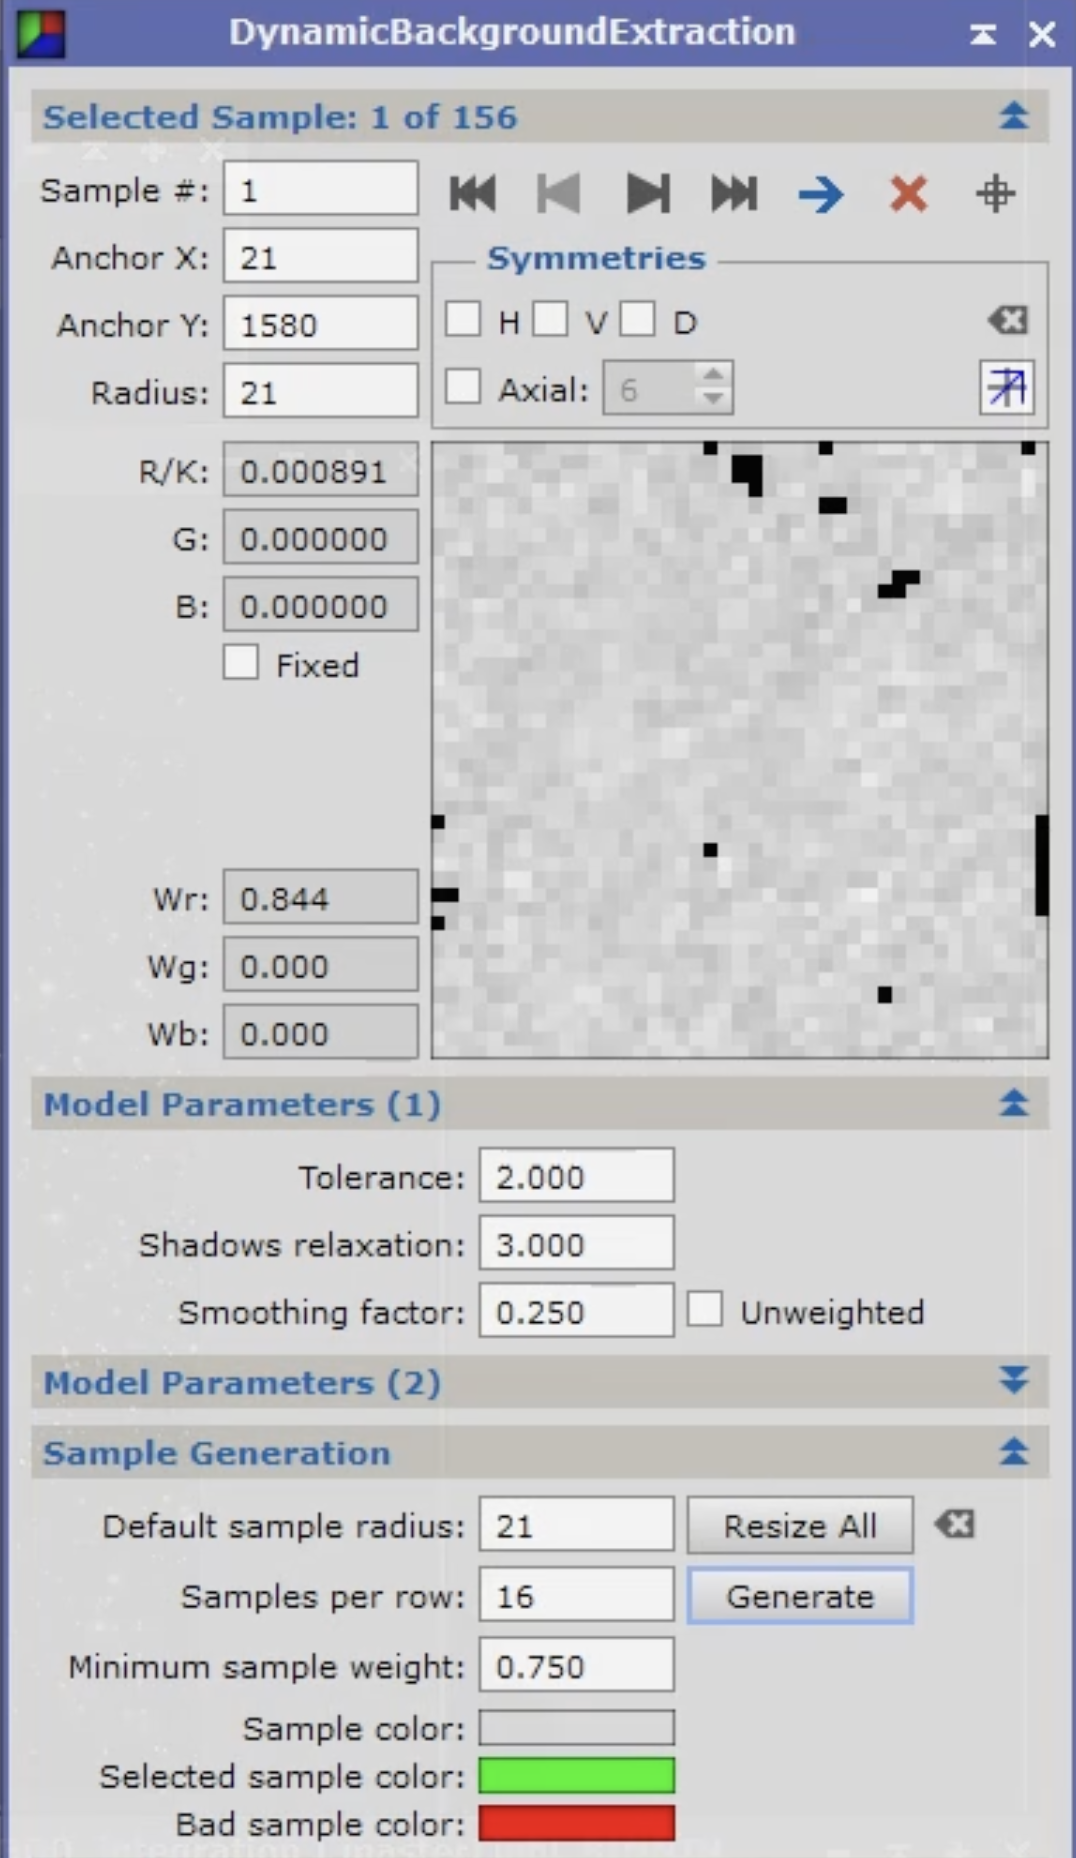 DynamicBackgroundExtraction
Selected Sample: 1 of 156
Sample #: 1
Anchor X: 21
Symmetries
Anchor Y: 1580
H V D
Radius: 21
Axial: 6
R/K: 0.000891
G: 0.000000
B: 0.000000
Fixed
Wr: 0.844
Wg: 0.000
Wb: 0.000
Model Parameters (1)
Tolerance: 2.000
Shadows relaxation: 3.000
Smoothing factor: 0.250 Unweighted
Model Parameters (2)
Sample Generation
Default sample radius: 21 Resize All
Samples per row: 16 Generate
Minimum sample weight: 0.750
Sample color:
Selected sample color:
Bad sample color: